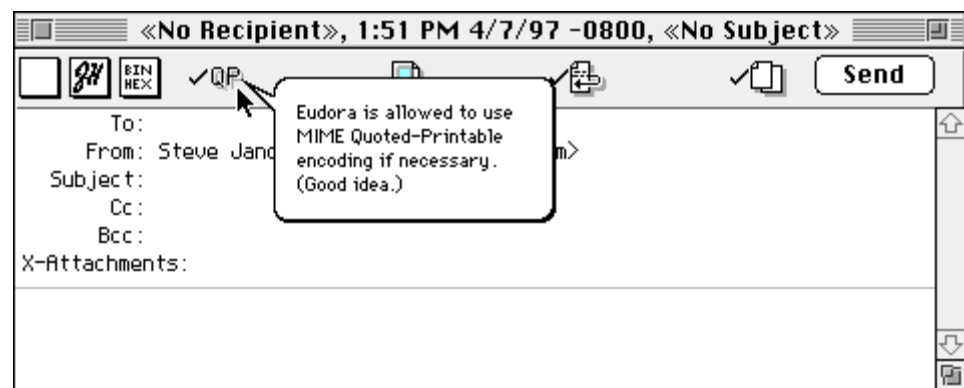 «No Recipient», 1:51 PM 4/7/97 -0800, «No Subject»
BIN
HEX
QP
Send
Eudora is allowed to use
MIME Quoted-Printable
encoding if necessary.
(Good idea.)
To:
From: Steve Jano m>
Subject:
Cc:
Bcc:
X-Attachments: